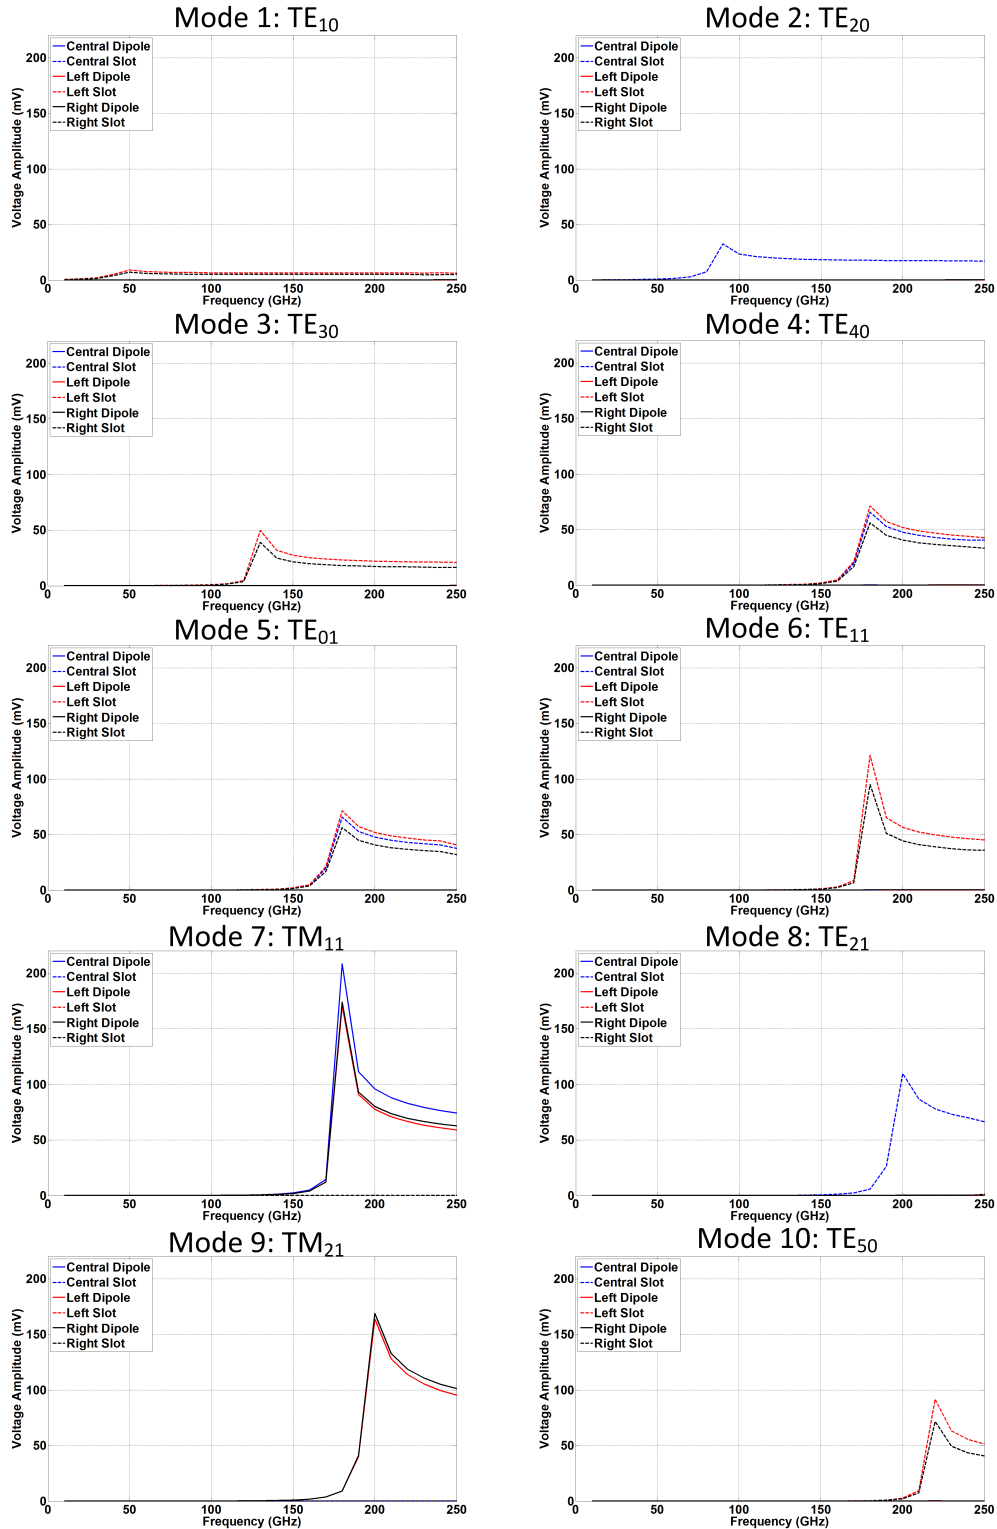 Mode 1: TE10
Voltage Amplitude (mV)
200
150
100
50
0
Central Dipole
Central Slot
Left Dipole
Left Slot
Right Dipole
Right Slot
0 50 100 150 200 250
Frequency (GHz)
Mode 2: TE20
Voltage Amplitude (mV)
200
150
100
50
0
Central Dipole
Central Slot
Left Dipole
Left Slot
Right Dipole
Right Slot
0 50 100 150 200 250
Frequency (GHz)
Mode 3: TE30
Voltage Amplitude (mV)
200
150
100
50
0
Central Dipole
Central Slot
Left Dipole
Left Slot
Right Dipole
Right Slot
0 50 100 150 200 250
Frequency (GHz)
Mode 4: TE40
Voltage Amplitude (mV)
200
150
100
50
0
Central Dipole
Central Slot
Left Dipole
Left Slot
Right Dipole
Right Slot
0 50 100 150 200 250
Frequency (GHz)
Mode 5: TE01
Voltage Amplitude (mV)
200
150
100
50
0
Central Dipole
Central Slot
Left Dipole
Left Slot
Right Dipole
Right Slot
0 50 100 150 200 250
Frequency (GHz)
Mode 6: TE11
Voltage Amplitude (mV)
200
150
100
50
0
Central Dipole
Central Slot
Left Dipole
Left Slot
Right Dipole
Right Slot
0 50 100 150 200 250
Frequency (GHz)
Mode 7: TM11
Voltage Amplitude (mV)
200
150
100
50
0
Central Dipole
Central Slot
Left Dipole
Left Slot
Right Dipole
Right Slot
0 50 100 150 200 250
Frequency (GHz)
Mode 8: TE21
Voltage Amplitude (mV)
200
150
100
50
0
Central Dipole
Central Slot
Left Dipole
Left Slot
Right Dipole
Right Slot
0 50 100 150 200 250
Frequency (GHz)
Mode 9: TM21
Voltage Amplitude (mV)
200
150
100
50
0
Central Dipole
Central Slot
Left Dipole
Left Slot
Right Dipole
Right Slot
0 50 100 150 200 250
Frequency (GHz)
Mode 10: TE50
Voltage Amplitude (mV)
200
150
100
50
0
Central Dipole
Central Slot
Left Dipole
Left Slot
Right Dipole
Right Slot
0 50 100 150 200 250
Frequency (GHz)